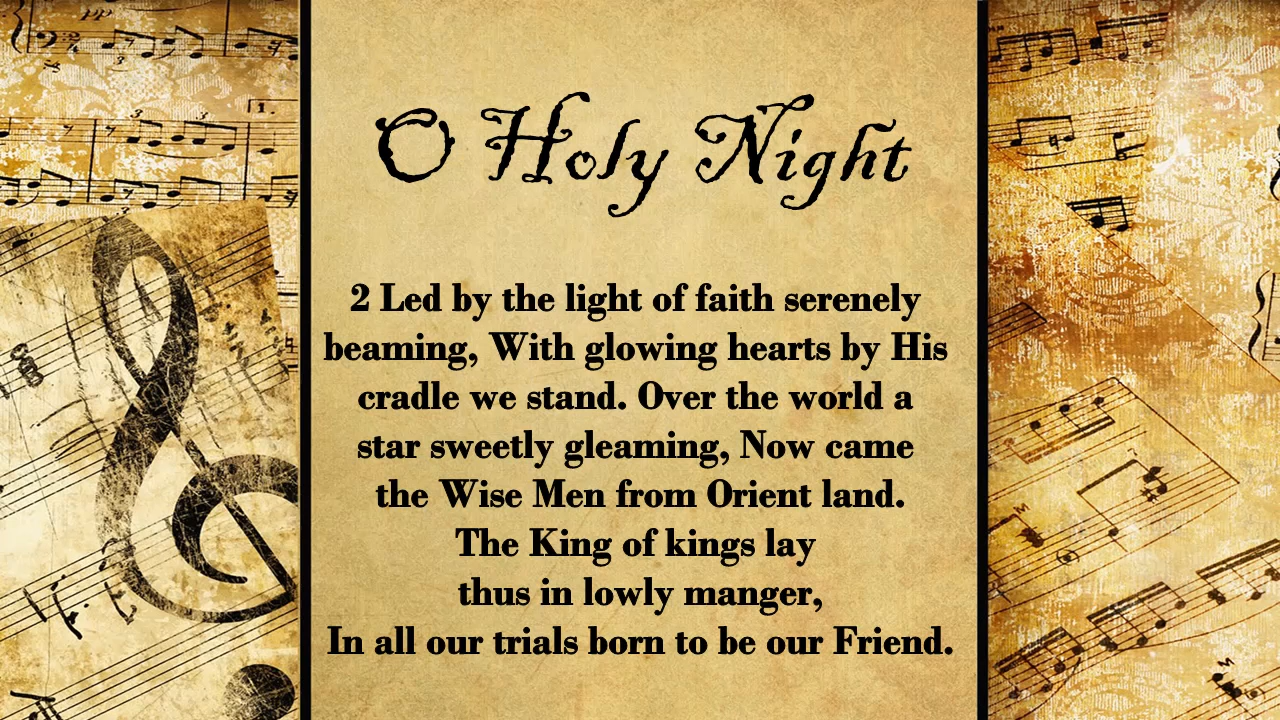 O Holy Night
2 Led by the light of faith serenely
beaming, With glowing hearts by His
cradle we stand. Over the world a
star sweetly gleaming, Now came
the Wise Men from Orient land.
The King of kings lay
thus in lowly manger,
In all our trials born to be our Friend.